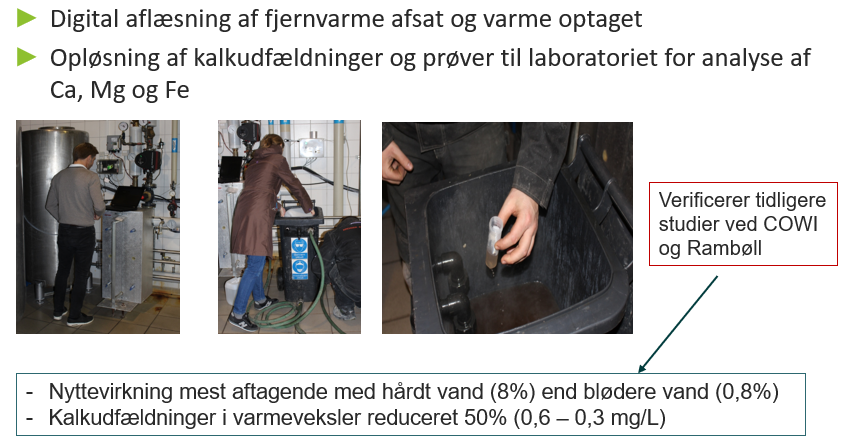 Digital aflæsning af fjernvarme afsat og varme optaget
Opløsning af kalkudfældninger og prøver til laboratoriet for analyse af
Ca, Mg og Fe
Verificerer tidligere
studier ved COWI
og Rambøll
- Nyttevirkning mest aftagende med hårdt vand (8%) end blødere vand (0,8%)
- Kalkudfældninger i varmeveksler reduceret 50% (0,6 – 0,3 mg/L)